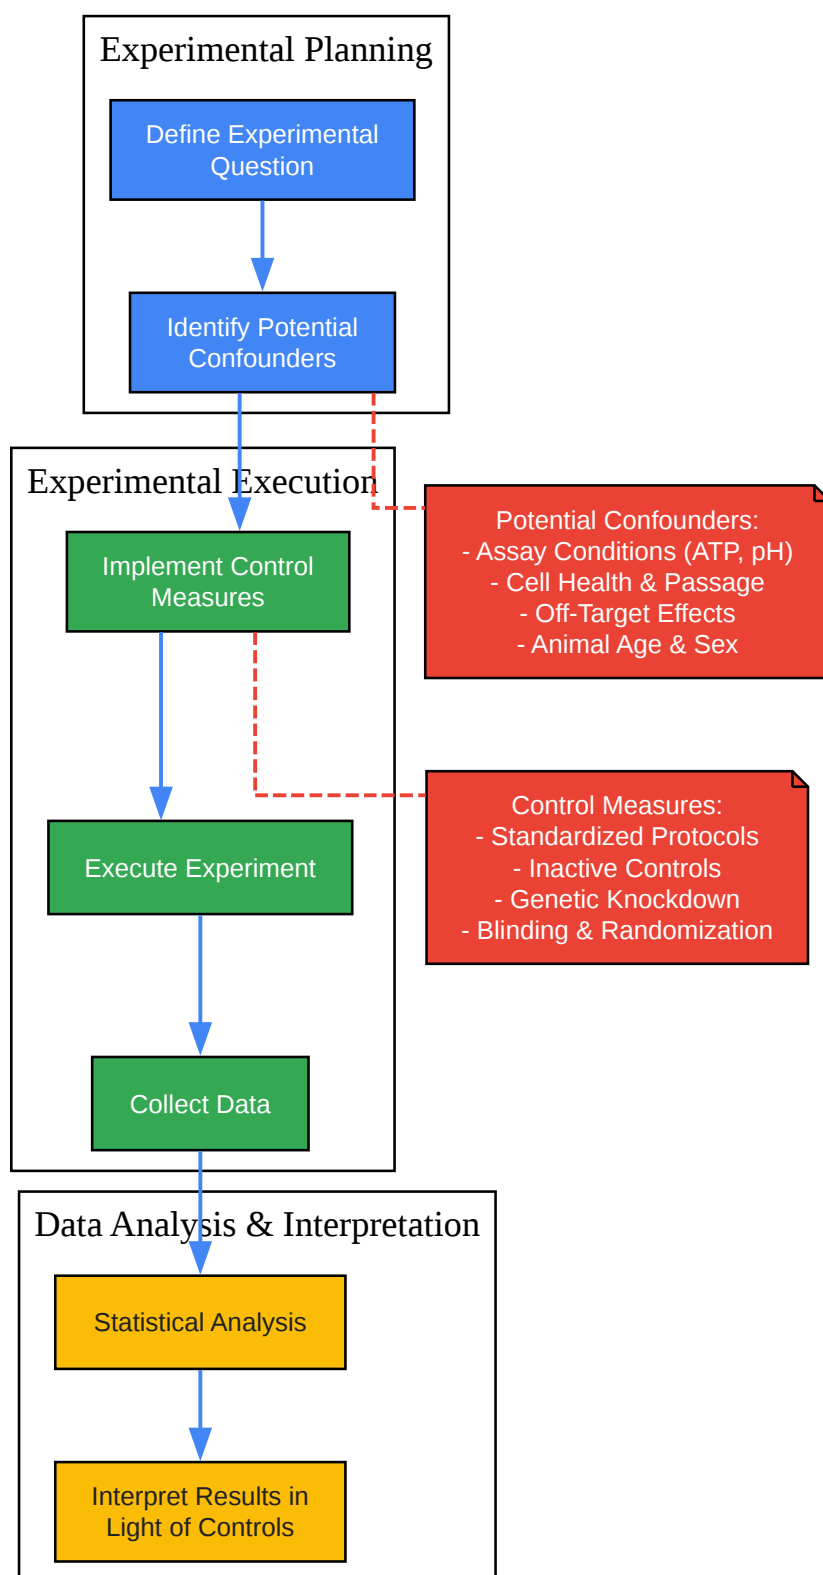 Experimental Planning
Define Experimental
Question
Identify Potential
Confounders
Experimental Execution
Implement Control
Measures
Potential Confounders:
- Assay Conditions (ATP, pH)
- Cell Health & Passage
- Off-Target Effects
- Animal Age & Sex
Control Measures:
- Standardized Protocols
- Inactive Controls
- Genetic Knockdown
- Blinding & Randomization
Execute Experiment
Collect Data
Data Analysis & Interpretation
Statistical Analysis
Interpret Results in
Light of Controls